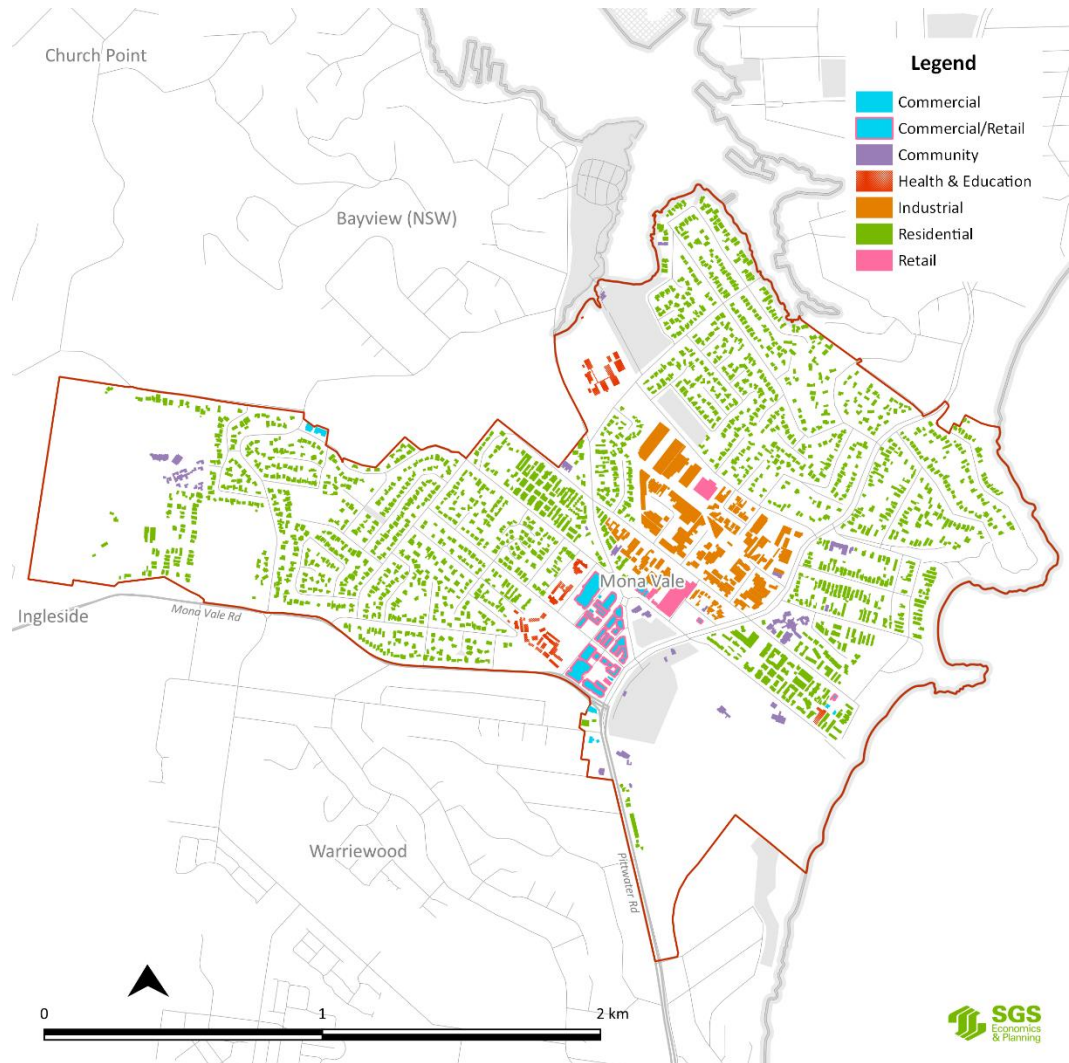 Church Point
Legend
Commercial
Commercial/Retail
Community
Health & Education
Industrial
Residential
Retail
Bayview (NSW)
Mona Vale
Ingleside
Mona Vale Rd
Warriewood
Pittwater Rd
0
1
2 km
SGS
Economics
& Planning